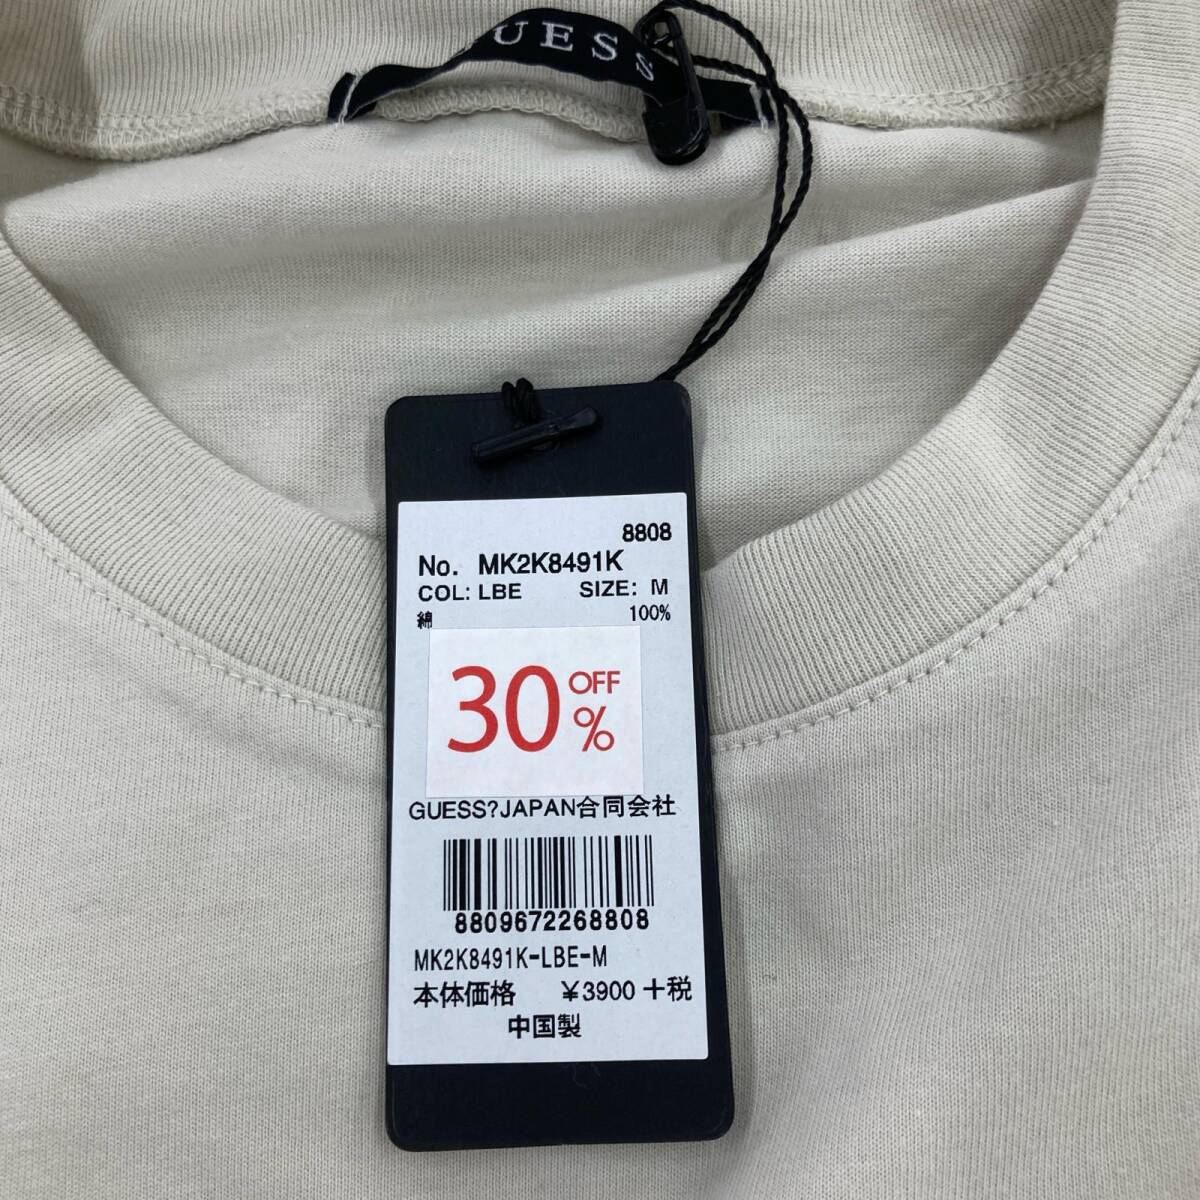 GUESS
8808
No. MK2K8491K
COL: LBE SIZE: M
綿 100%
30% OFF
GUESS?JAPAN合同会社
8809672268808
MK2K8491K-LBE-M
本体価格 ¥3900+税
中国製